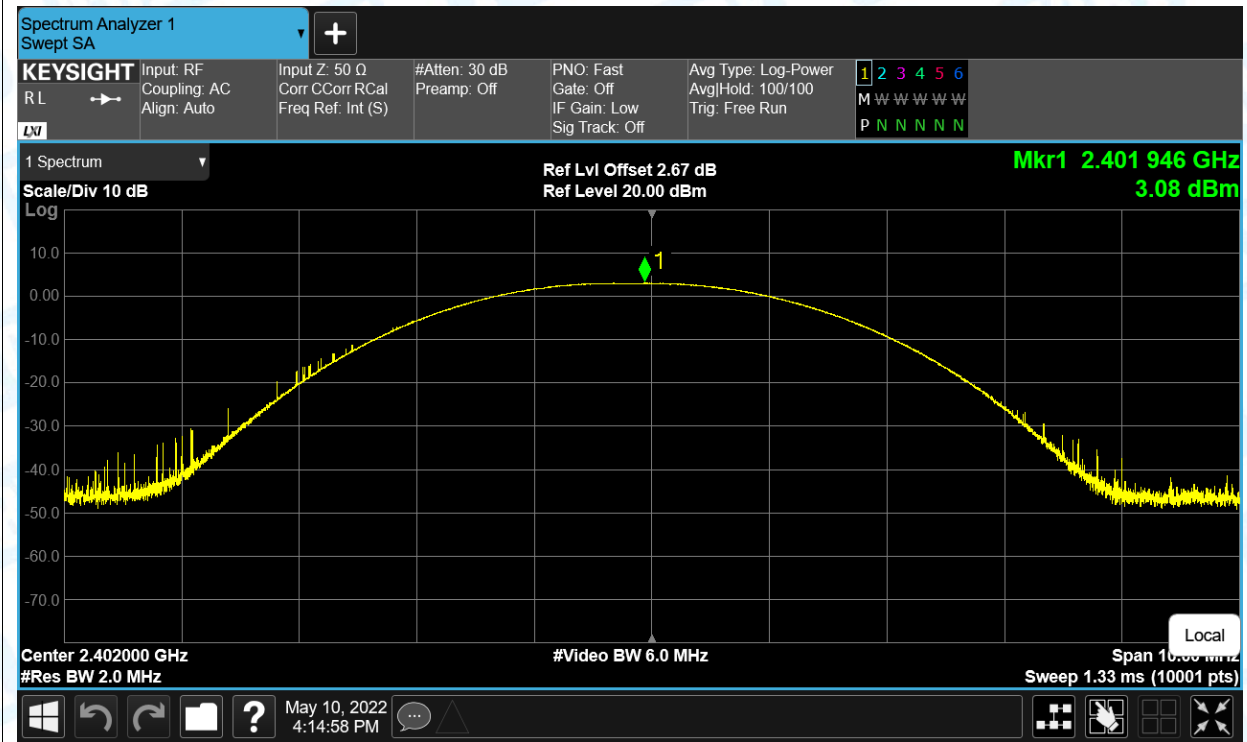 Spectrum Analyzer 1
Swept SA
KEYSIGHT
R L
LXI
Input: RF
Coupling: AC
Align: Auto
Input Z: 50 Ω
Corr CCorr RCal
Freq Ref: Int (S)
#Atten: 30 dB
Preamp: Off
PNO: Fast
Gate: Off
IF Gain: Low
Sig Track: Off
Avg Type: Log-Power
Avg|Hold: 100/100
Trig: Free Run
1 2 3 4 5 6
M W W W W W
P N N N N N
1 Spectrum
Scale/Div 10 dB
Ref Lvl Offset 2.67 dB
Ref Level 20.00 dBm
Mkr1 2.401 946 GHz
3.08 dBm
Log
10.0
0.00
-10.0
-20.0
-30.0
-40.0
-50.0
-60.0
-70.0
1
Local
Center 2.402000 GHz
#Video BW 6.0 MHz
Span 10.00 MHz
#Res BW 2.0 MHz
Sweep 1.33 ms (10001 pts)
?
May 10, 2022
4:14:58 PM